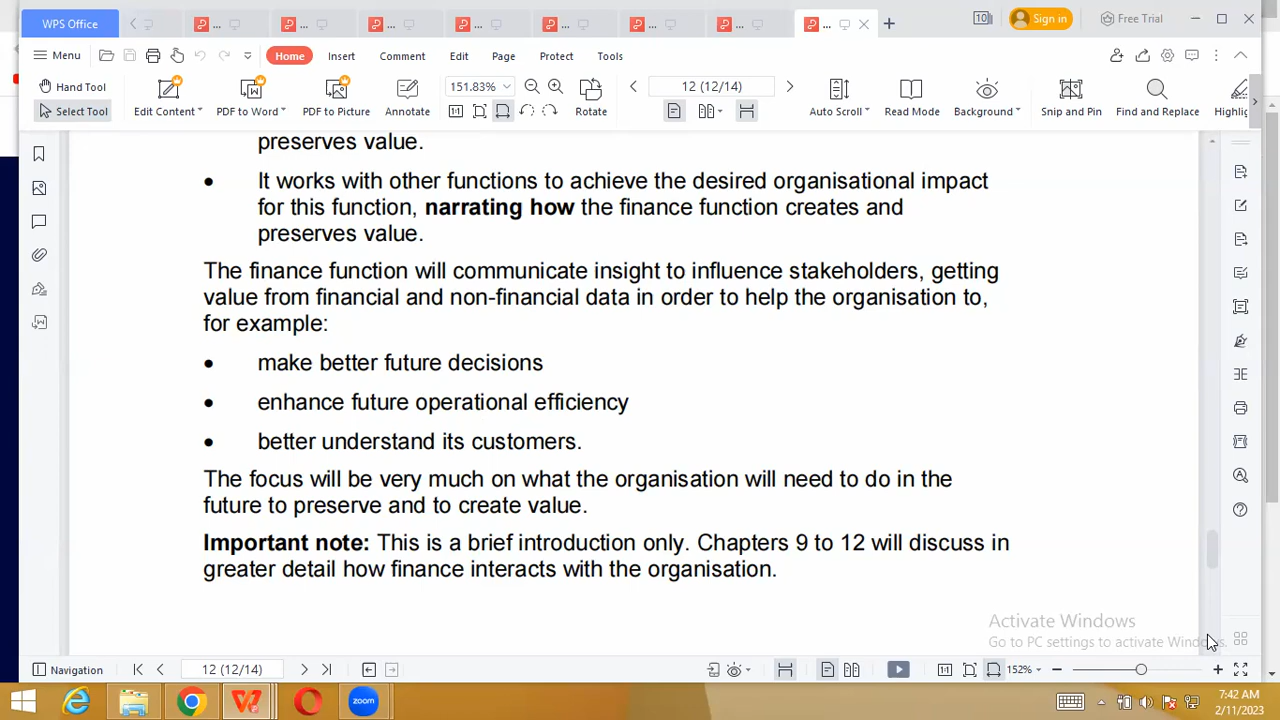 WPS Office
... ... ... ... ... ... ... ...
Sign in
Free Trial
Menu
Home Insert Comment Edit Page Protect Tools
Hand Tool
Select Tool
Edit Content
PDF to Word
PDF to Picture
Annotate
151.83%
Rotate
12 (12/14)
Auto Scroll
Read Mode
Background
Snip and Pin
Find and Replace
Highlig
preserves value.
• It works with other functions to achieve the desired organisational impact
for this function, narrating how the finance function creates and
preserves value.
The finance function will communicate insight to influence stakeholders, getting
value from financial and non-financial data in order to help the organisation to,
for example:
• make better future decisions
• enhance future operational efficiency
• better understand its customers.
The focus will be very much on what the organisation will need to do in the
future to preserve and to create value.
Important note: This is a brief introduction only. Chapters 9 to 12 will discuss in
greater detail how finance interacts with the organisation.
Activate Windows
Go to PC settings to activate Windows.
Navigation
12 (12/14)
152%
zoom
7:42 AM
2/11/2023